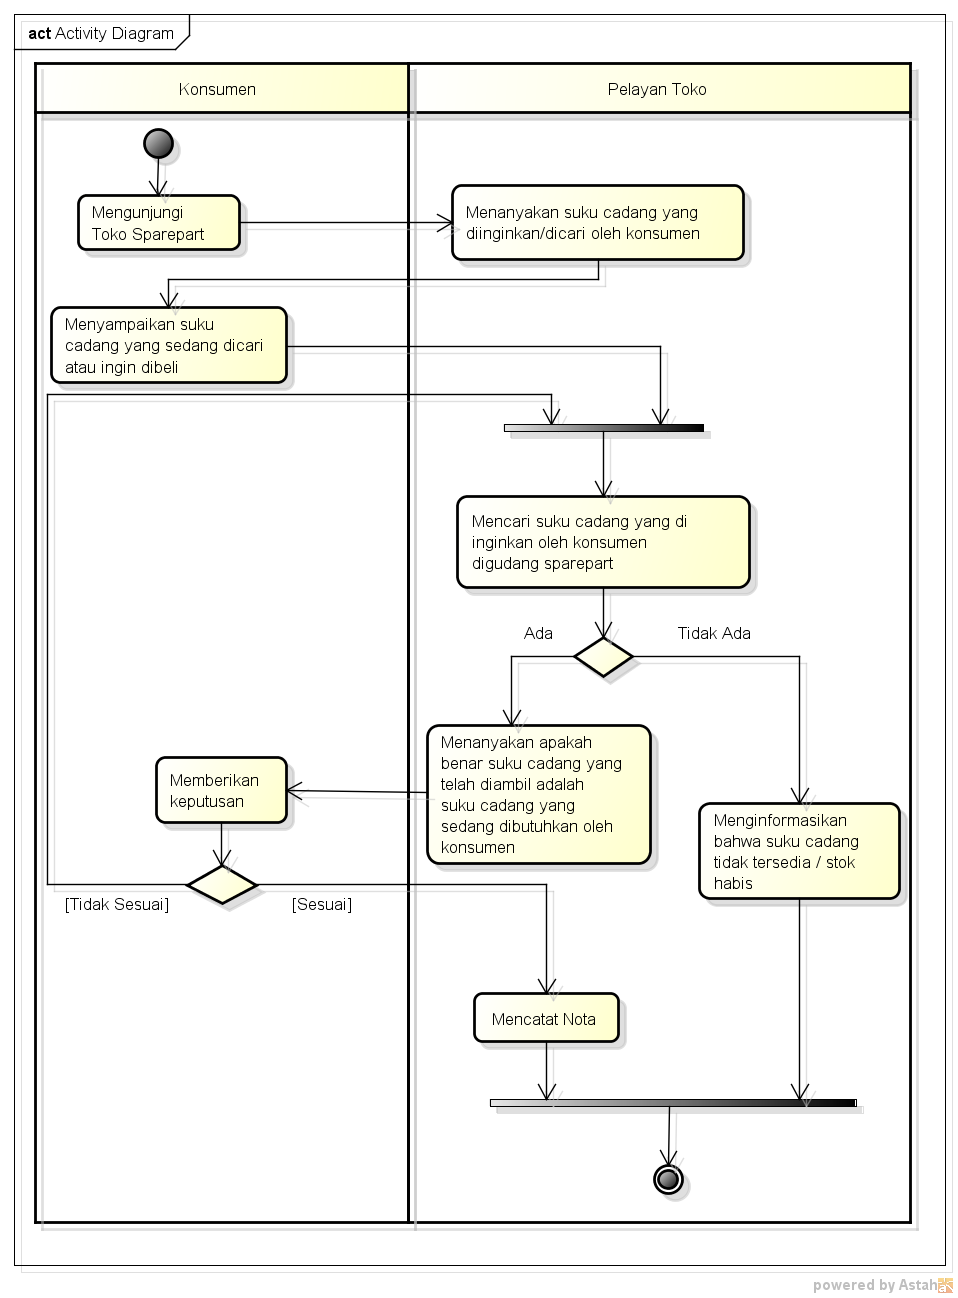 act Activity Diagram
Konsumen
Pelayan Toko
Mengunjungi
Toko Sparepart
Menanyakan suku cadang yang
diinginkan/dicari oleh konsumen
Menyampaikan suku
cadang yang sedang dicari
atau ingin dibeli
Mencari suku cadang yang di
inginkan oleh konsumen
digudang sparepart
Ada
Tidak Ada
Menanyakan apakah
benar suku cadang yang
telah diambil adalah
suku cadang yang
sedang dibutuhkan oleh
konsumen
Memberikan
keputusan
Menginformasikan
bahwa suku cadang
tidak tersedia / stok
habis
[Tidak Sesuai]
[Sesuai]
Mencatat Nota
powered by Astah